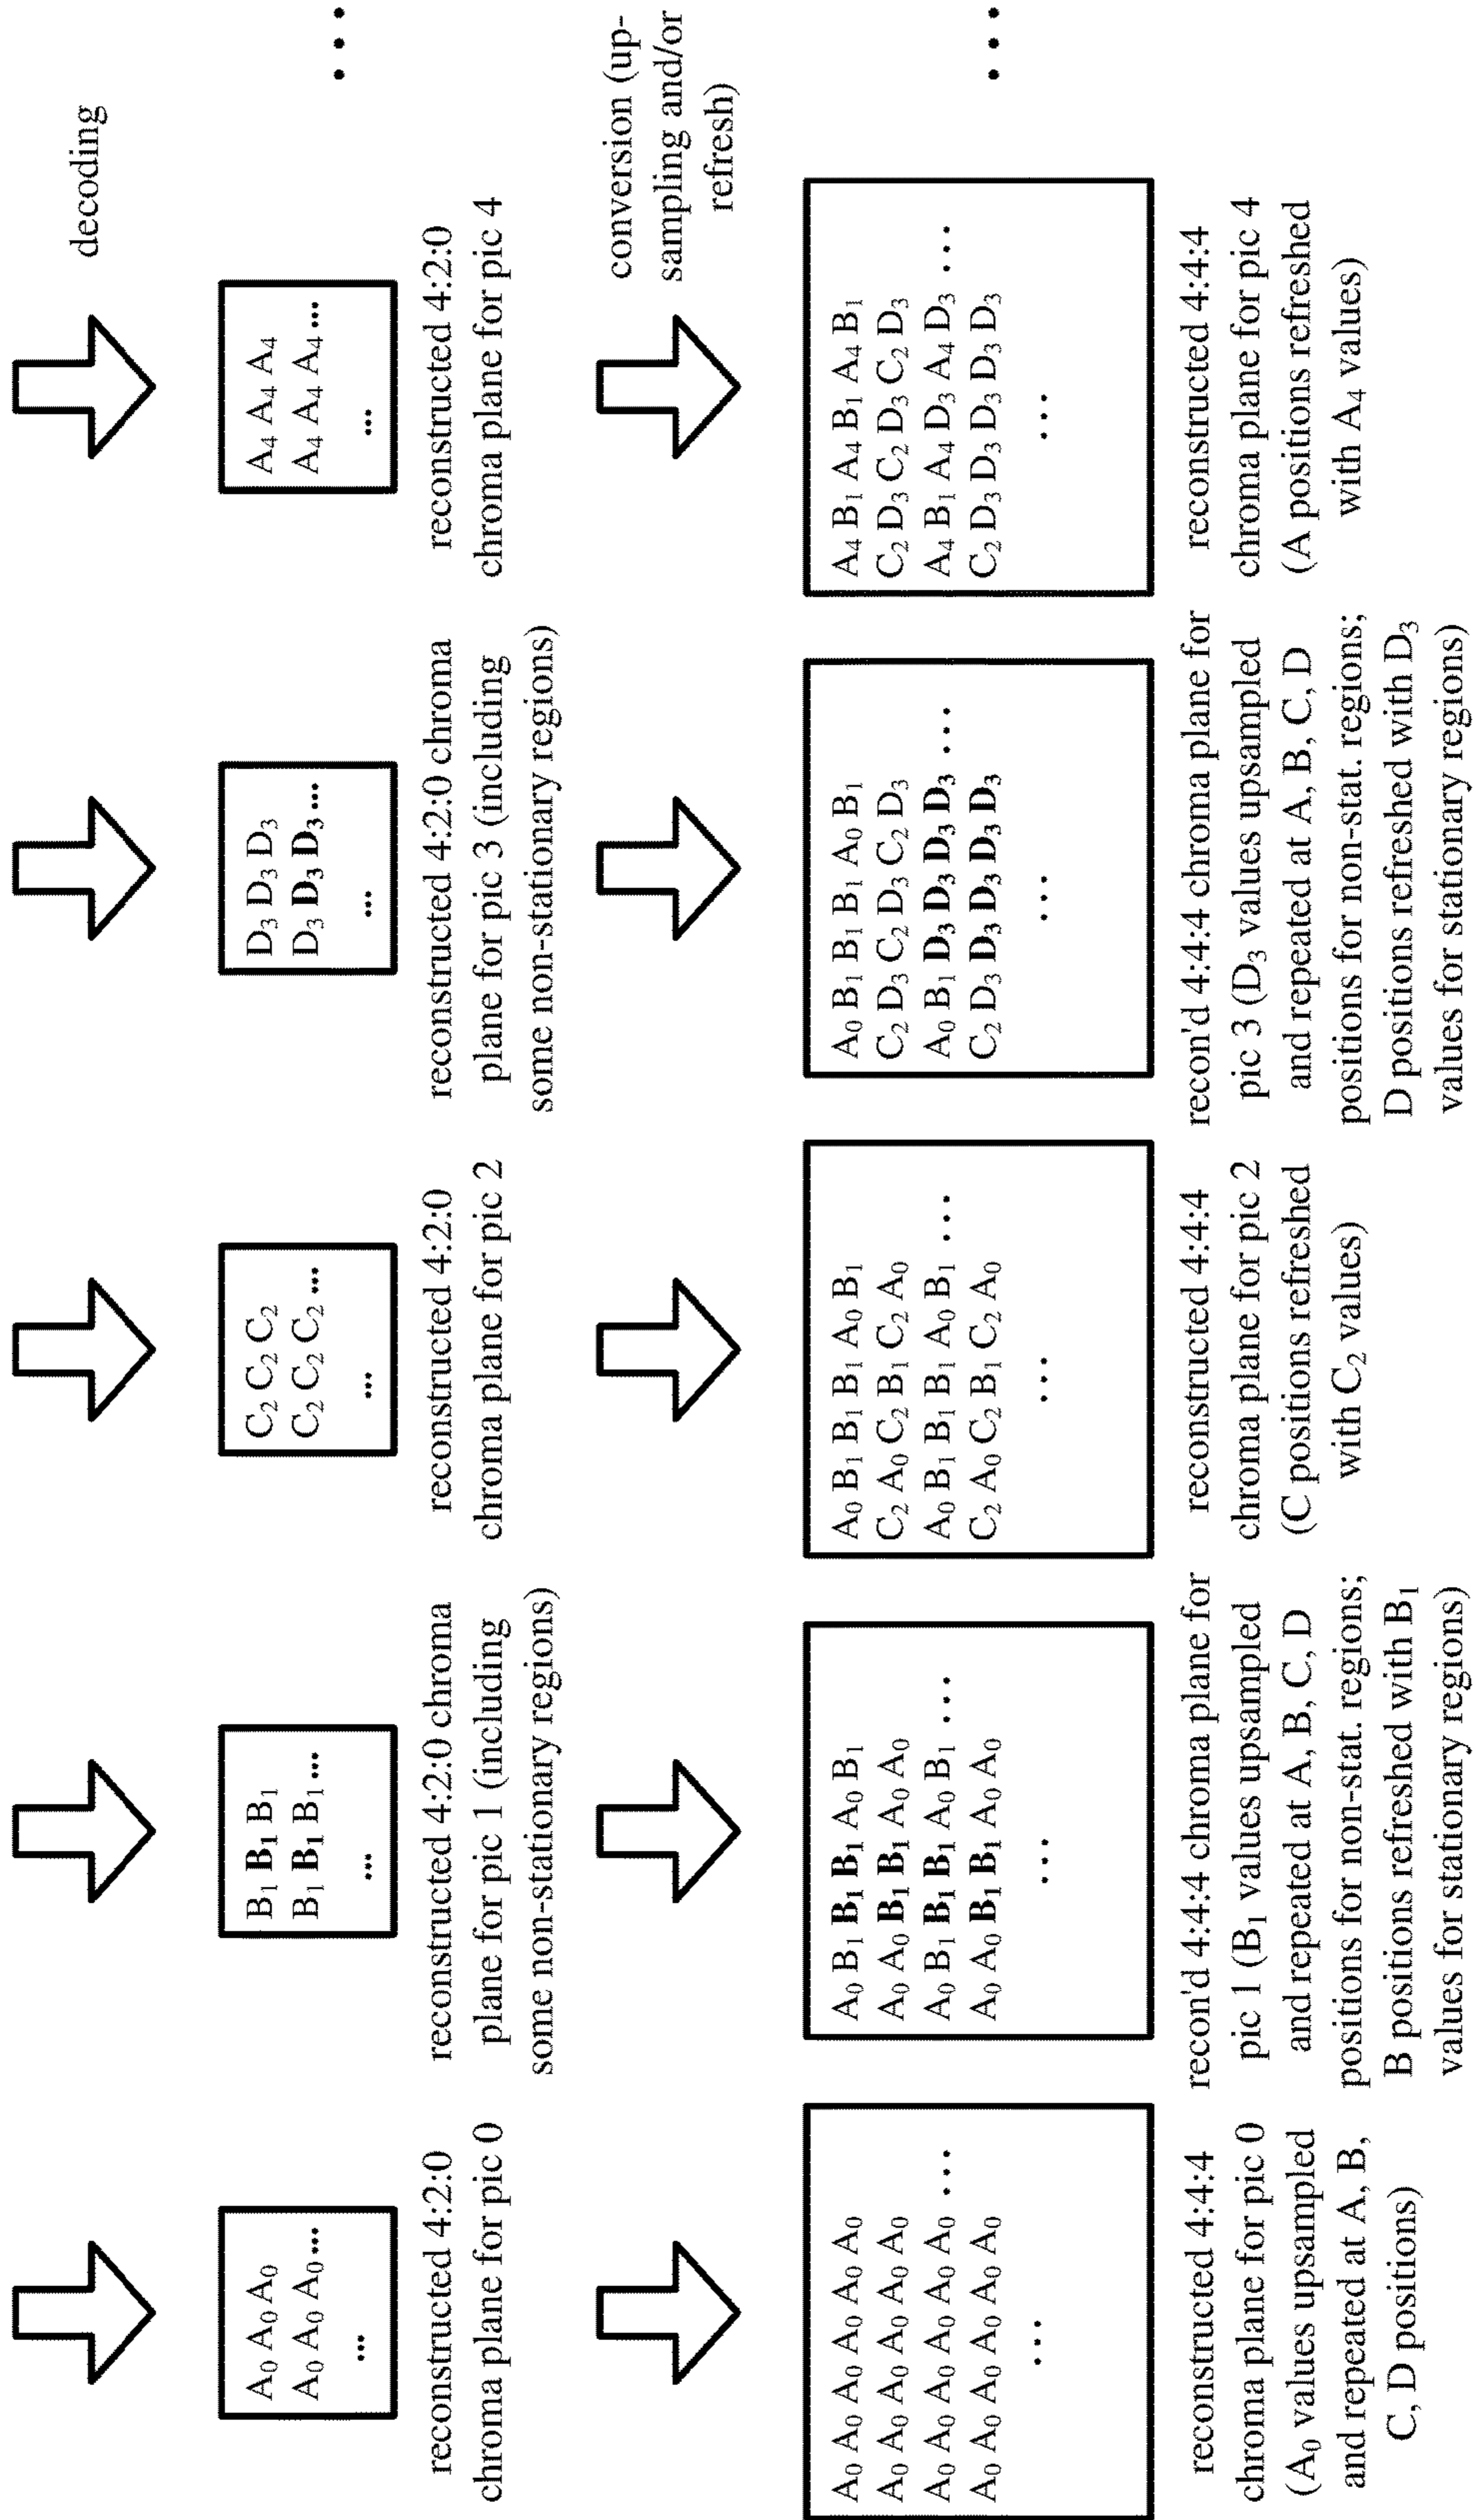 decoding
A₀ A₀ A₀
A₀ A₀ A₀ ...
...
reconstructed 4:2:0
chroma plane for pic 0
B₁ B₁ B₁
B₁ B₁ B₁ ...
...
reconstructed 4:2:0 chroma
plane for pic 1 (including
some non-stationary regions)
C₂ C₂ C₂
C₂ C₂ C₂ ...
...
reconstructed 4:2:0
chroma plane for pic 2
D₃ D₃ D₃
D₃ D₃ D₃ ...
...
reconstructed 4:2:0 chroma
plane for pic 3 (including
some non-stationary regions)
A₄ A₄ A₄
A₄ A₄ A₄ ...
...
reconstructed 4:2:0
chroma plane for pic 4
...
conversion (up-
sampling and/or
refresh)
A₀ A₀ A₀ A₀ A₀ A₀
A₀ A₀ A₀ A₀ A₀ A₀
A₀ A₀ A₀ A₀ A₀ A₀ ...
A₀ A₀ A₀ A₀ A₀ A₀
...
reconstructed 4:4:4
chroma plane for pic 0
(A₀ values upsampled
and repeated at A, B,
C, D positions)
A₀ B₁ B₁ B₁ A₀ B₁
A₀ A₀ B₁ B₁ A₀ A₀
A₀ B₁ B₁ B₁ A₀ B₁ ...
A₀ A₀ B₁ B₁ A₀ A₀
...
recon'd 4:4:4 chroma plane for
pic 1 (B₁ values upsampled
and repeated at A, B, C, D
positions for non-stat. regions;
B positions refreshed with B₁
values for stationary regions)
A₀ B₁ B₁ B₁ A₀ B₁
C₂ A₀ C₂ B₁ C₂ A₀
A₀ B₁ B₁ B₁ A₀ B₁ ...
C₂ A₀ C₂ B₁ C₂ A₀
...
reconstructed 4:4:4
chroma plane for pic 2
(C positions refreshed
with C₂ values)
A₀ B₁ B₁ B₁ A₀ B₁
C₂ D₃ C₂ D₃ C₂ D₃
A₀ B₁ D₃ D₃ D₃ D₃ ...
C₂ D₃ D₃ D₃ D₃ D₃
...
recon'd 4:4:4 chroma plane for
pic 3 (D₃ values upsampled
and repeated at A, B, C, D
positions for non-stat. regions;
D positions refreshed with D₃
values for stationary regions)
A₄ B₁ A₄ B₁ A₄ B₁
C₂ D₃ C₂ D₃ C₂ D₃
A₄ B₁ A₄ D₃ A₄ D₃ ...
C₂ D₃ D₃ D₃ D₃ D₃
...
reconstructed 4:4:4
chroma plane for pic 4
(A positions refreshed
with A₄ values)
...